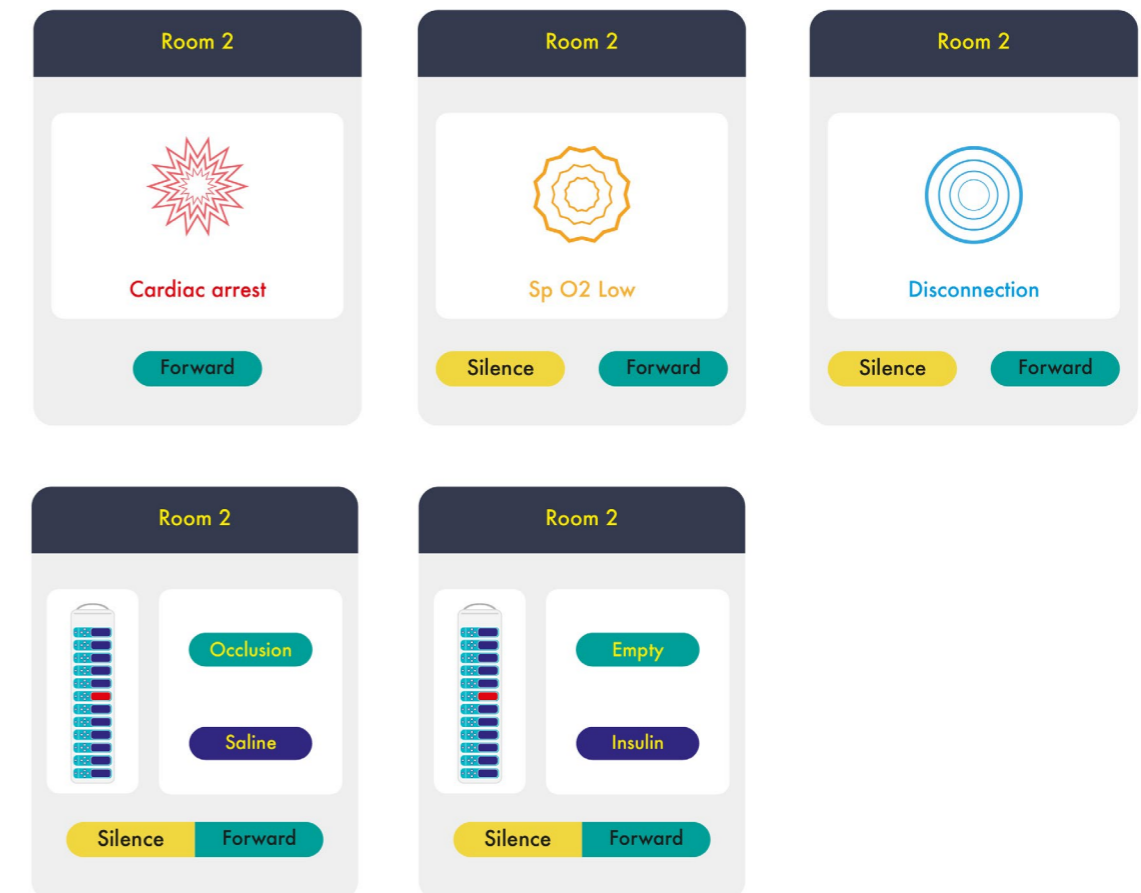 Room 2
Cardiac arrest
Forward
Room 2
Sp O2 Low
Silence
Forward
Room 2
Disconnection
Silence
Forward
Room 2
Occlusion
Saline
Silence
Forward
Room 2
Empty
Insulin
Silence
Forward